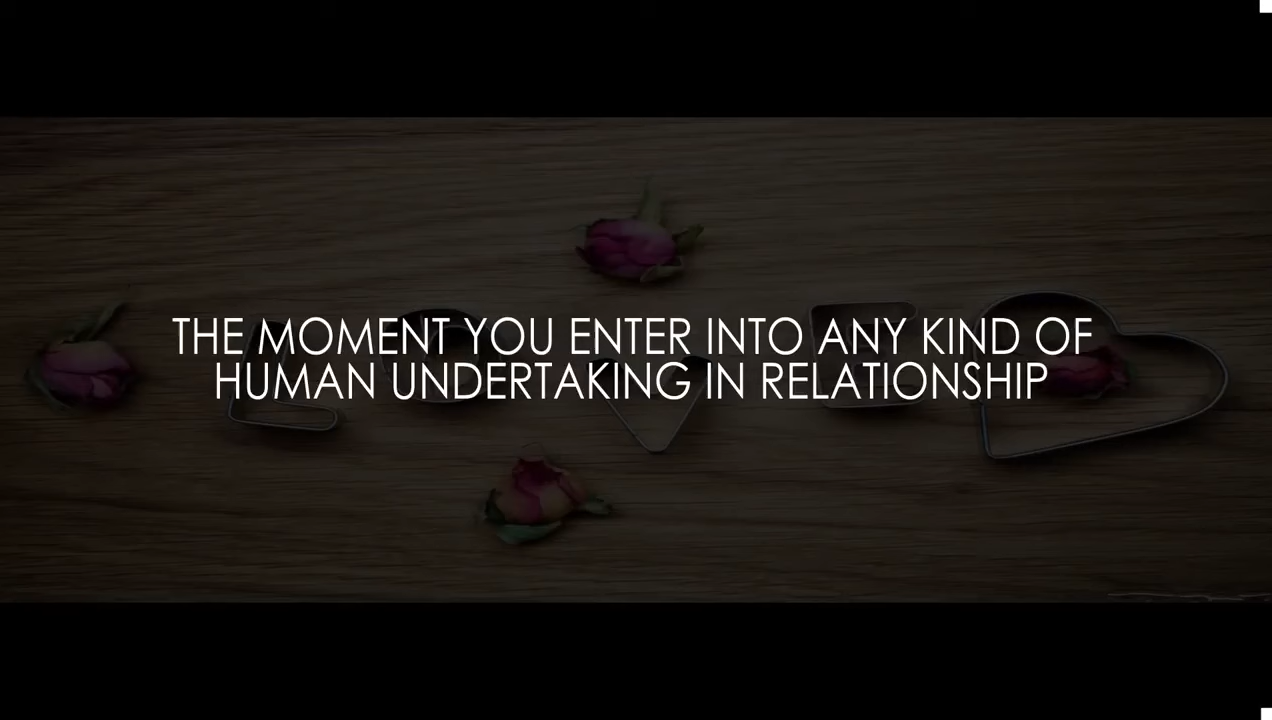 THE MOMENT YOU ENTER INTO ANY KIND OF
HUMAN UNDERTAKING IN RELATIONSHIP
L O V E